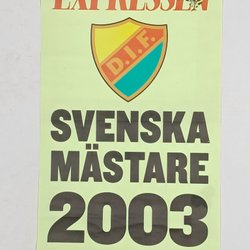 EXPRESSEN
D.I.F.
SVENSKA
MÄSTARE
2003